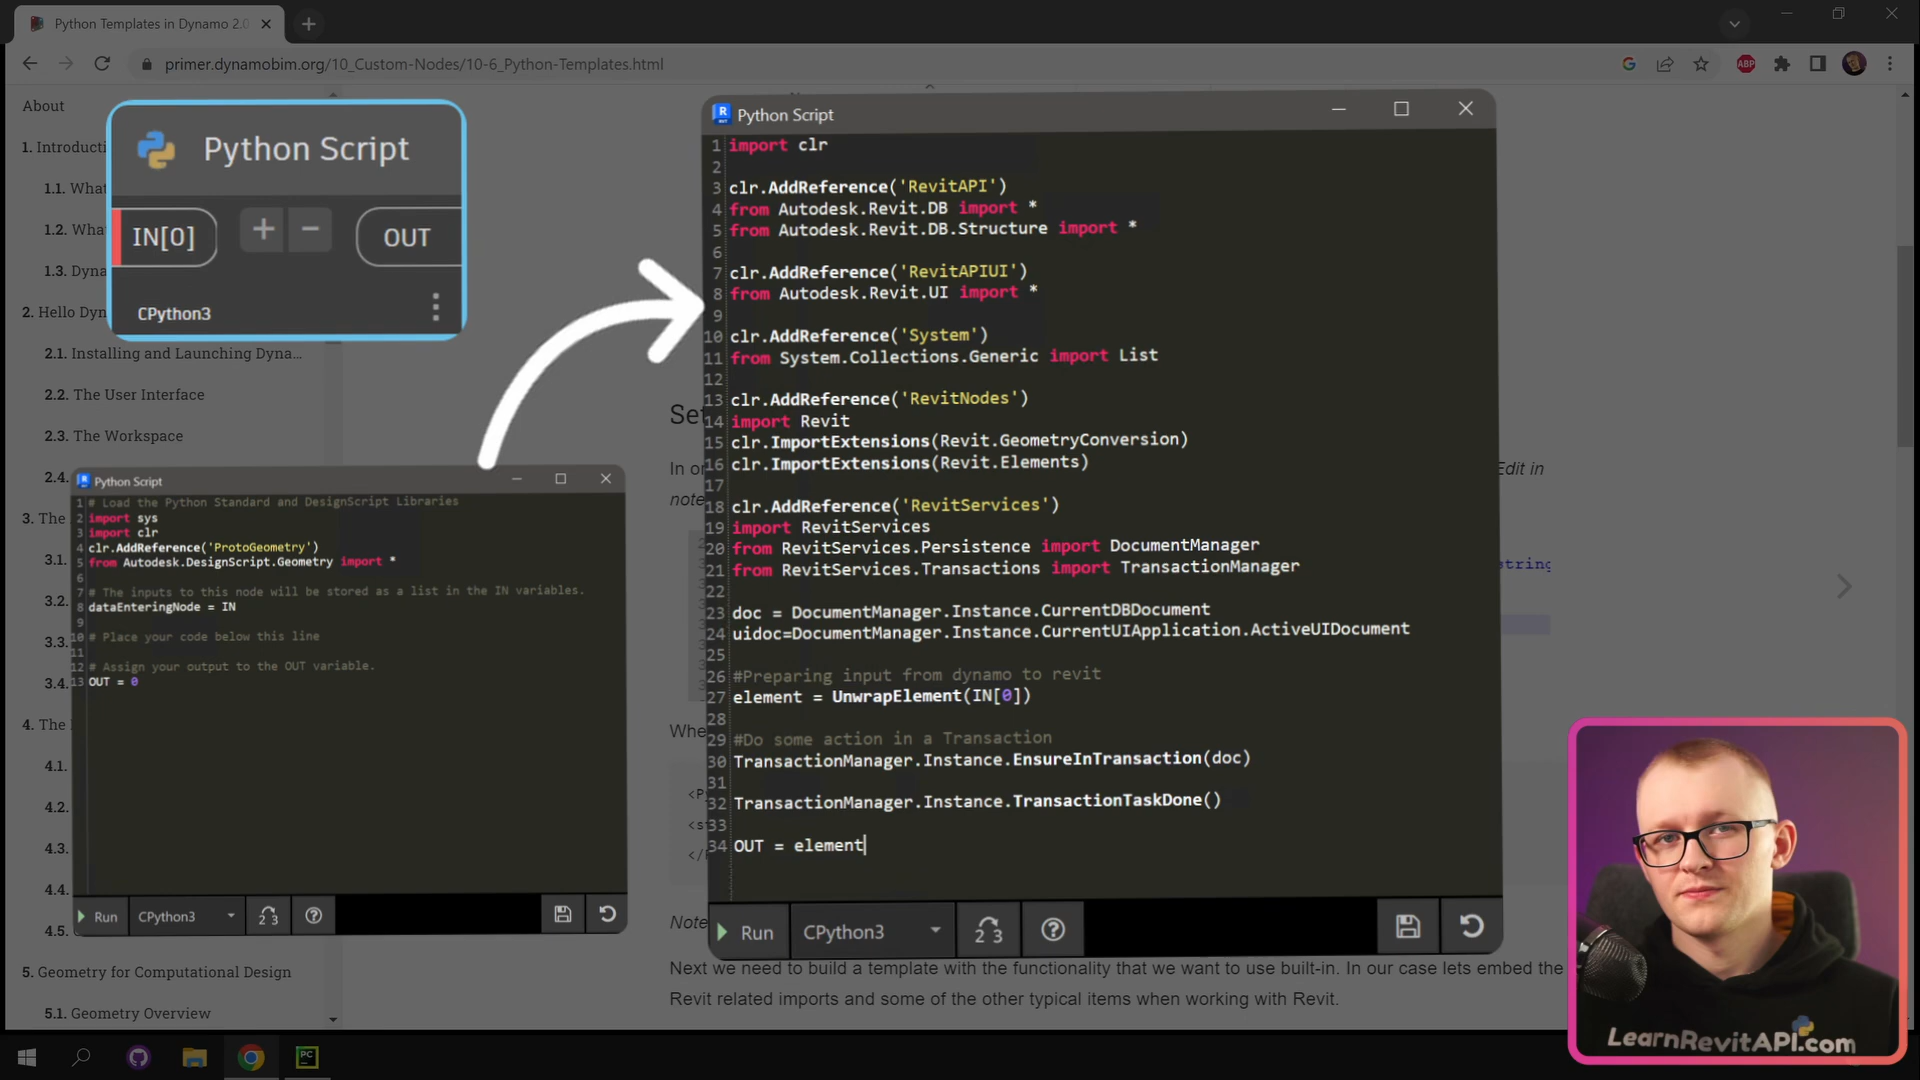 Python Templates in Dynamo 2.0
primer.dynamobim.org/10_Custom-Nodes/10-6_Python-Templates.html
ABP
About
1. Introducti
1.1. What
1.2. Wha
1.3. Dyna
2. Hello Dyn
2.1. Installing and Launching Dyna...
2.2. The User Interface
2.3. The Workspace
2.4.
3. The
3.1.
3.2.
3.3.
3.4.
4. The
4.1.
4.2.
4.3.
4.4.
4.5.
5. Geometry for Computational Design
5.1. Geometry Overview
Python Script
IN[0]
+
-
OUT
CPython3
Python Script
1 # Load the Python Standard and DesignScript Libraries
2 import sys
3 import clr
4 clr.AddReference('ProtoGeometry')
5 from Autodesk.DesignScript.Geometry import *
6
7 # The inputs to this node will be stored as a list in the IN variables.
8 dataEnteringNode = IN
9
10 # Place your code below this line
11
12 # Assign your output to the OUT variable.
13 OUT = 0
Run
CPython3
2 3
Python Script
1 import clr
2
3 clr.AddReference('RevitAPI')
4 from Autodesk.Revit.DB import *
5 from Autodesk.Revit.DB.Structure import *
6
7 clr.AddReference('RevitAPIUI')
8 from Autodesk.Revit.UI import *
9
10 clr.AddReference('System')
11 from System.Collections.Generic import List
12
13 clr.AddReference('RevitNodes')
14 import Revit
15 clr.ImportExtensions(Revit.GeometryConversion)
16 clr.ImportExtensions(Revit.Elements)
17
18 clr.AddReference('RevitServices')
19 import RevitServices
20 from RevitServices.Persistence import DocumentManager
21 from RevitServices.Transactions import TransactionManager
22
23 doc = DocumentManager.Instance.CurrentDBDocument
24 uidoc=DocumentManager.Instance.CurrentUIApplication.ActiveUIDocument
25
26 #Preparing input from dynamo to revit
27 element = UnwrapElement(IN[0])
28
29 #Do some action in a Transaction
30 TransactionManager.Instance.EnsureInTransaction(doc)
31
32 TransactionManager.Instance.TransactionTaskDone()
33
34 OUT = element
Run
CPython3
2 3
Set
In or
Edit in
note
string
Whe
<P
<s
</
Note
Next we need to build a template with the functionality that we want to use built-in. In our case lets embed the
Revit related imports and some of the other typical items when working with Revit.
LearnRevitAPI.com
PC